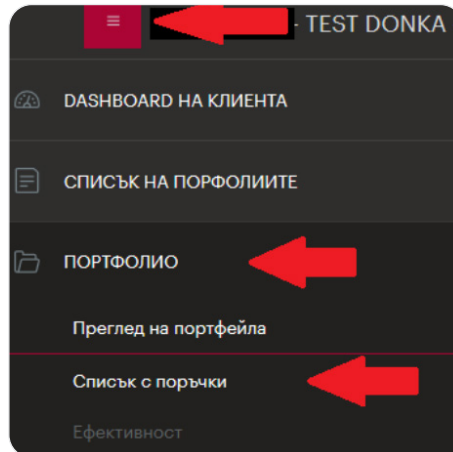 - TEST DONKA
DASHBOARD НА КЛИЕНТА
СПИСЪК НА ПОРФОЛИИТЕ
ПОРТФОЛИО
Преглед на портфейла
Списък с поръчки
Ефективност